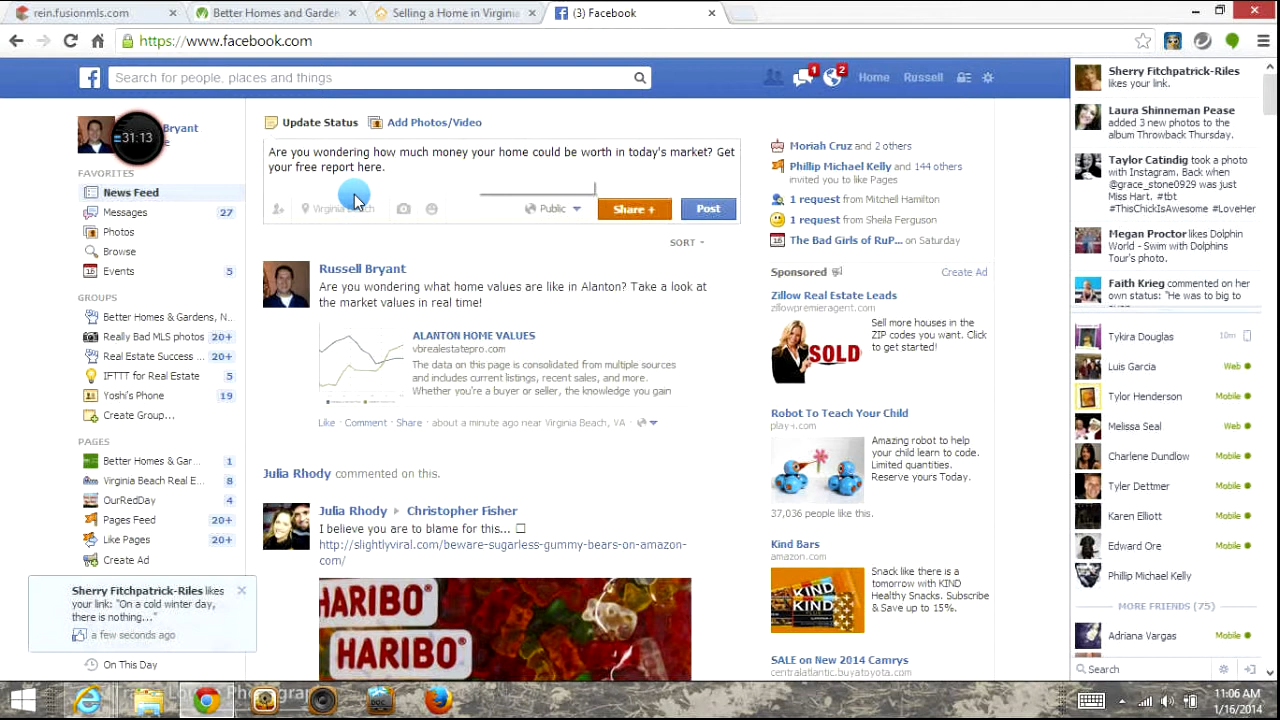 rein.fusionmls.com
Better Homes and Garden
Selling a Home in Virginia
(3) Facebook
https://www.facebook.com
Search for people, places and things
1
2
Home
Russell
31:13
Bryant
FAVORITES
News Feed
Messages 27
Photos
Browse
Events 5
GROUPS
Better Homes & Gardens, N...
Really Bad MLS photos 20+
Real Estate Success ... 20+
IFTTT for Real Estate 5
Yoshi's Phone 19
Create Group...
PAGES
Better Homes & Gar... 1
Virginia Beach Real E... 8
OurRedDay 4
Pages Feed 20+
Like Pages 20+
Create Ad
Sherry Fitchpatrick-Riles likes
your link: "On a cold winter day,
there is nothing..."
a few seconds ago
On This Day
Update Status
Add Photos/Video
Are you wondering how much money your home could be worth in today's market? Get
your free report here.
Virginia Beach
Public
Share +
Post
SORT
Russell Bryant
Are you wondering what home values are like in Alanton? Take a look at
the market values in real time!
ALANTON HOME VALUES
vbrealestatepro.com
The data on this page is consolidated from multiple sources
and includes current listings, recent sales, and more.
Whether you're a buyer or seller, the knowledge you gain
Like · Comment · Share · about a minute ago near Virginia Beach, VA ·
Julia Rhody commented on this.
Julia Rhody ▸ Christopher Fisher
I believe you are to blame for this...
http://slightlyviral.com/beware-sugarless-gummy-bears-on-amazon-
com/
HARIBO
HARIBO
Moriah Cruz and 2 others
Phillip Michael Kelly and 144 others
invited you to like Pages
1 request from Mitchell Hamilton
1 request from Sheila Ferguson
The Bad Girls of RuP... on Saturday
Sponsored
Create Ad
Zillow Real Estate Leads
zillowpremieragent.com
SOLD
Sell more houses in the
ZIP codes you want. Click
to get started!
Robot To Teach Your Child
play-i.com
Amazing robot to help
your child learn to code.
Limited quantities.
Reserve yours Today.
37,036 people like this.
Kind Bars
amazon.com
KIND
KIND
Snack like there is a
tomorrow with KIND
Healthy Snacks. Subscribe
& Save up to 15%.
SALE on New 2014 Camrys
centralatlantic.buyatoyota.com
Sherry Fitchpatrick-Riles
likes your link.
Laura Shinneman Pease
added 3 new photos to the
album Throwback Thursday.
Taylor Catindig took a photo
with Instagram. Back when
@grace_stone0929 was just
Miss Hart. #tbt
#ThisChickIsAwesome #LoveHer
Megan Proctor likes Dolphin
World - Swim with Dolphins
Tour's photo.
Faith Krieg commented on her
own status: "He was to big to
Tykira Douglas 10m
Luis Garcia Web
Tylor Henderson Mobile
Melissa Seal Web
Charlene Dundlow Mobile
Tyler Dettmer Mobile
Karen Elliott Mobile
Edward Ore Mobile
Phillip Michael Kelly
MORE FRIENDS (75)
Adriana Vargas Mobile
Search
11:06 AM
1/16/2014